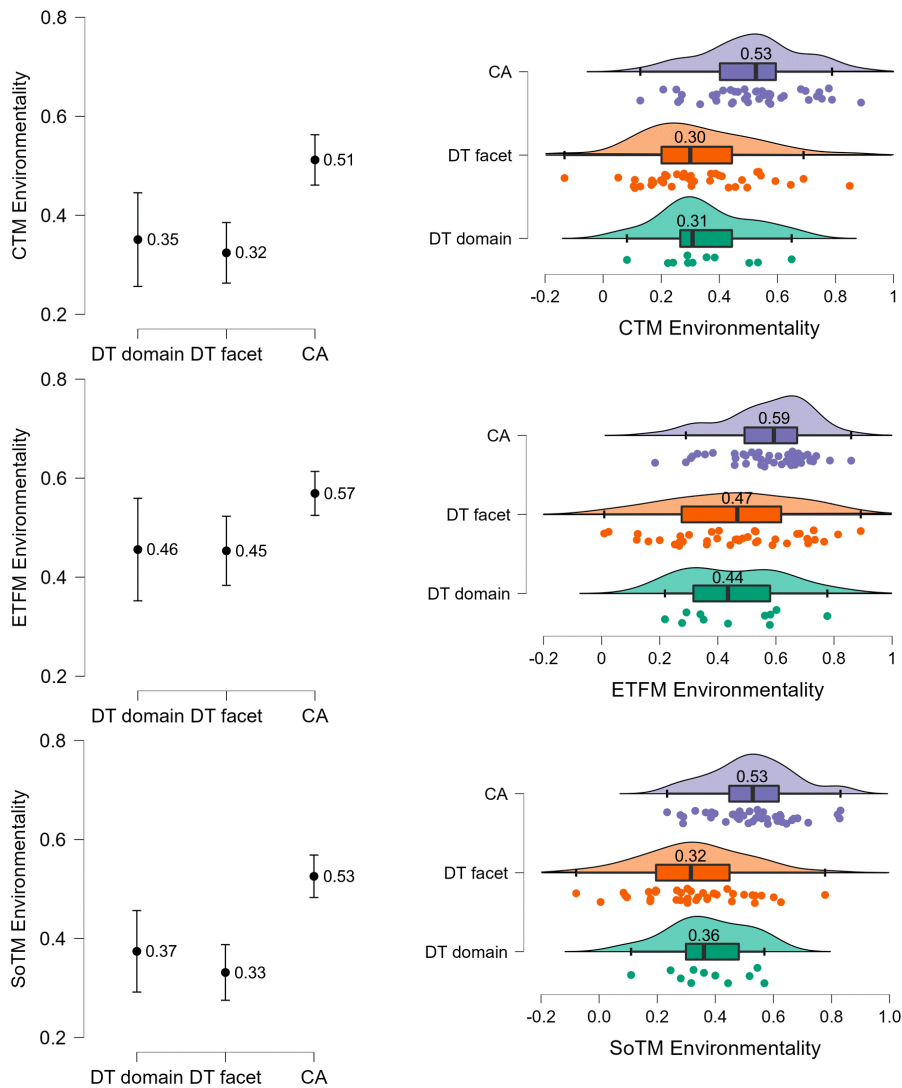 0.8
0.6
0.4
0.2
CTM Environmentality
0.35
0.32
0.51
DT domain DT facet CA
CA
DT facet
DT domain
0.53
0.30
0.31
-0.2 0 0.2 0.4 0.6 0.8 1
CTM Environmentality
0.8
0.6
0.4
0.2
ETFM Environmentality
0.46
0.45
0.57
DT domain DT facet CA
CA
DT facet
DT domain
0.59
0.47
0.44
-0.2 0 0.2 0.4 0.6 0.8 1
ETFM Environmentality
0.8
0.6
0.4
0.2
SoTM Environmentality
0.37
0.33
0.53
DT domain DT facet CA
CA
DT facet
DT domain
0.53
0.32
0.36
-0.2 0.0 0.2 0.4 0.6 0.8 1.0
SoTM Environmentality